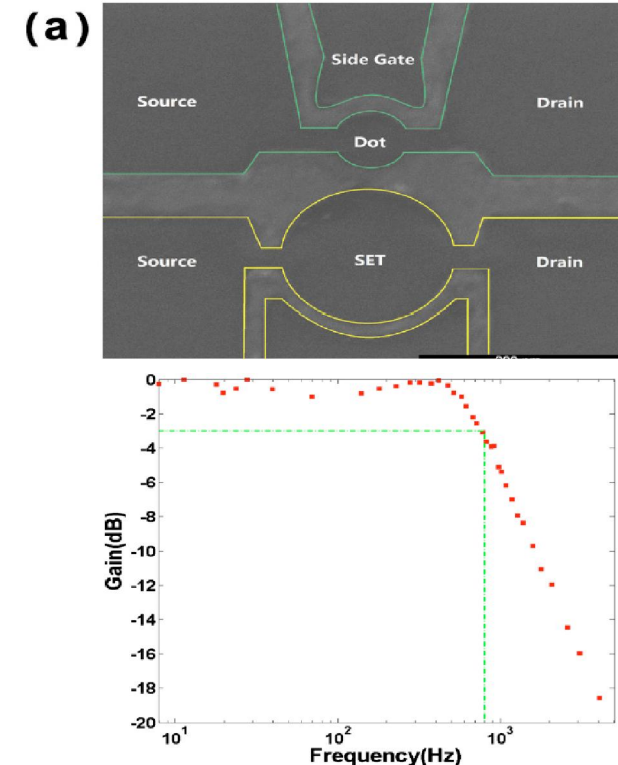 (a)
Side Gate
Source
Drain
Dot
Source
SET
Drain
0
-2
-4
-6
-8
-10
-12
-14
-16
-18
-20
Gain(dB)
10^1
10^2
10^3
Frequency(Hz)